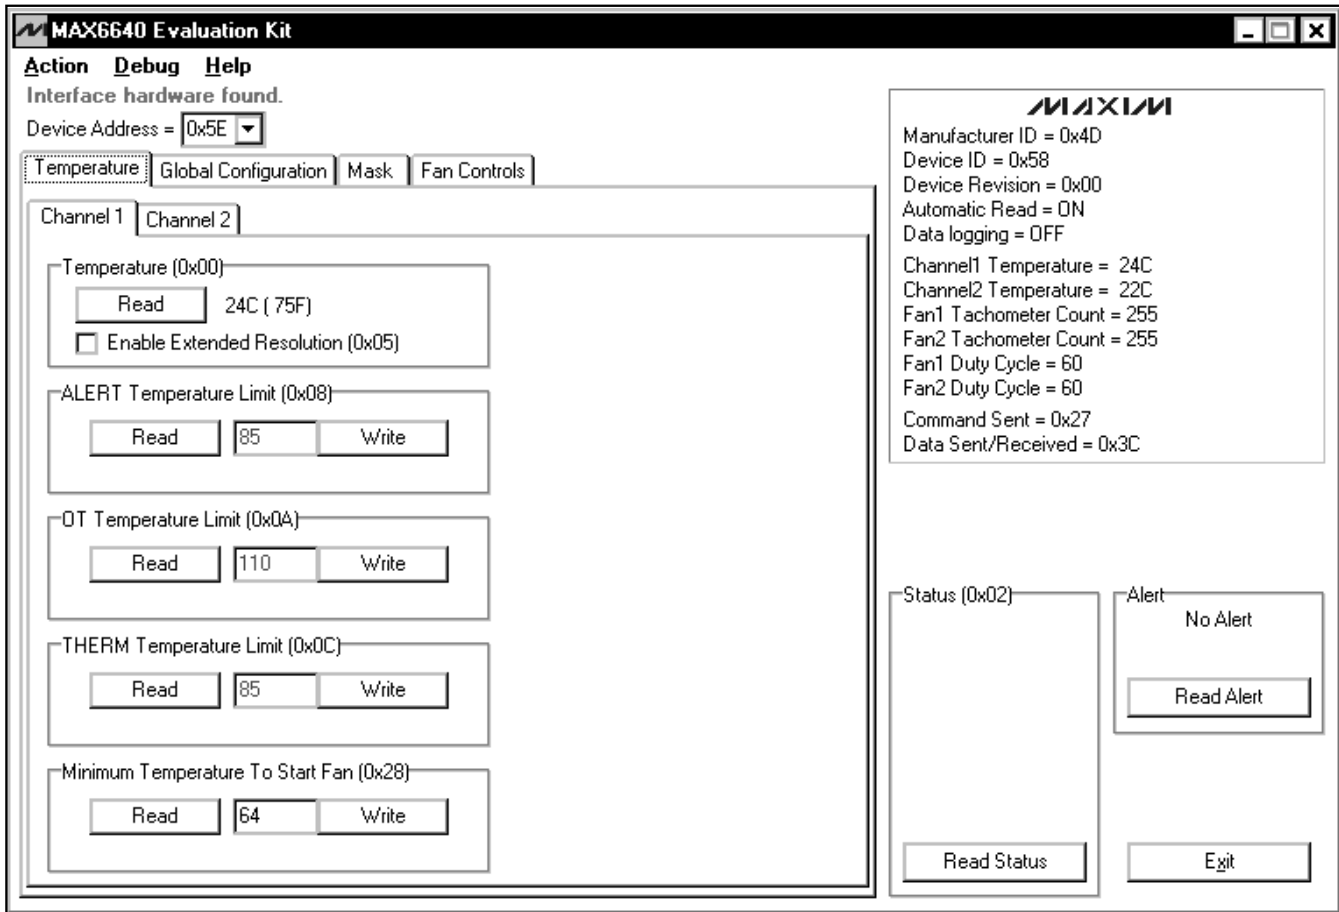 MAX6640 Evaluation Kit
Action Debug Help
Interface hardware found.
Device Address = 0x5E
Temperature Global Configuration Mask Fan Controls
Channel 1 Channel 2
Temperature (0x00)
Read 24C ( 75F)
Enable Extended Resolution (0x05)
ALERT Temperature Limit (0x08)
Read 85 Write
OT Temperature Limit (0x0A)
Read 110 Write
THERM Temperature Limit (0x0C)
Read 85 Write
Minimum Temperature To Start Fan (0x28)
Read 64 Write
MAXIM
Manufacturer ID = 0x4D
Device ID = 0x58
Device Revision = 0x00
Automatic Read = ON
Data logging = OFF
Channel1 Temperature = 24C
Channel2 Temperature = 22C
Fan1 Tachometer Count = 255
Fan2 Tachometer Count = 255
Fan1 Duty Cycle = 60
Fan2 Duty Cycle = 60
Command Sent = 0x27
Data Sent/Received = 0x3C
Status (0x02)
Read Status
Alert
No Alert
Read Alert
Exit